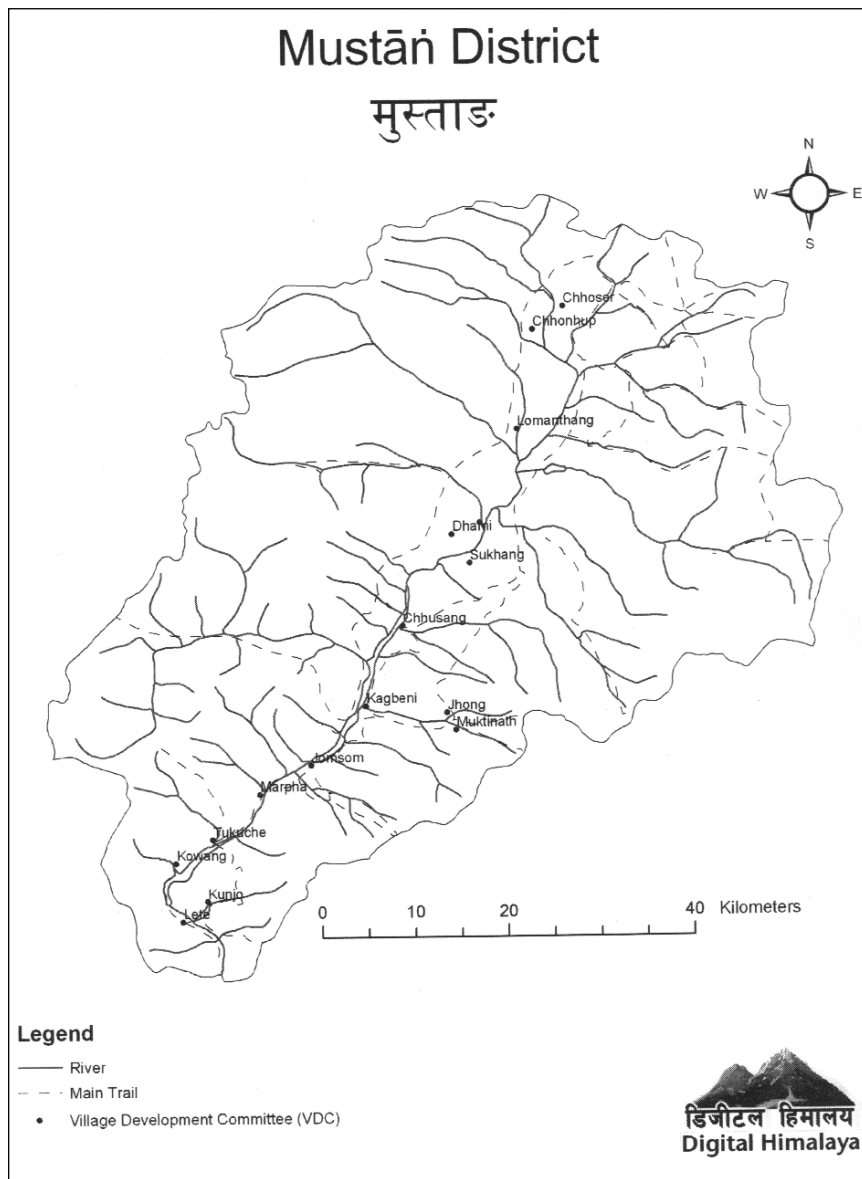 Mustāṅ District
मुस्ताङ
N
W
E
S
Chhoser
Chhonhup
Lomanthang
Dhami
Sukhang
Chhusang
Kagbeni
Jhong
Muktinath
Jomsom
Marpha
Tukuche
Kowang
Kunjo
Lete
0 10 20 40 Kilometers
Legend
River
Main Trail
Village Development Committee (VDC)
डिजीटल हिमालय
Digital Himalaya